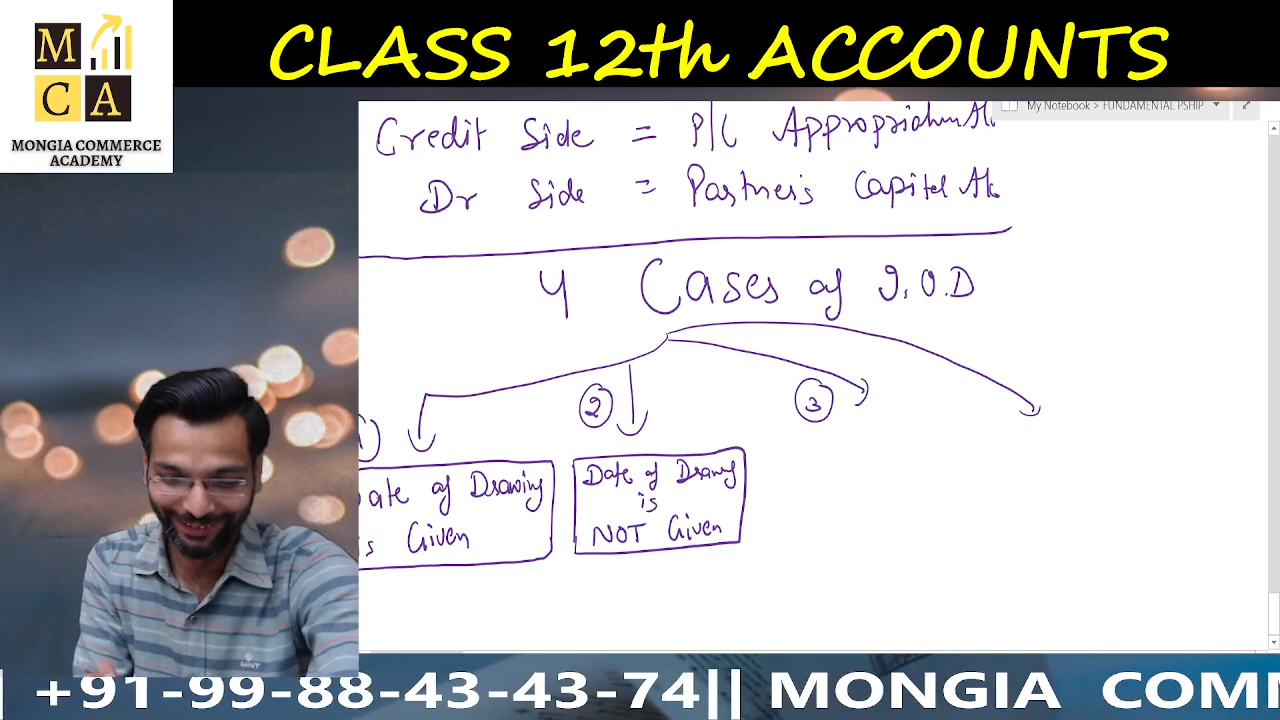 M
C A
MONGIA COMMERCE
ACADEMY
CLASS 12th ACCOUNTS
My Notebook > FUNDAMENTAL PSHIP
Credit Side = P/L Appropriation A/c
Dr Side = Partner's Capital A/c
4 Cases of I.O.D
2
3
ate of Drawing
is Given
Date of Drawing
is
NOT Given
+91-99-88-43-43-74|| MONGIA COMM